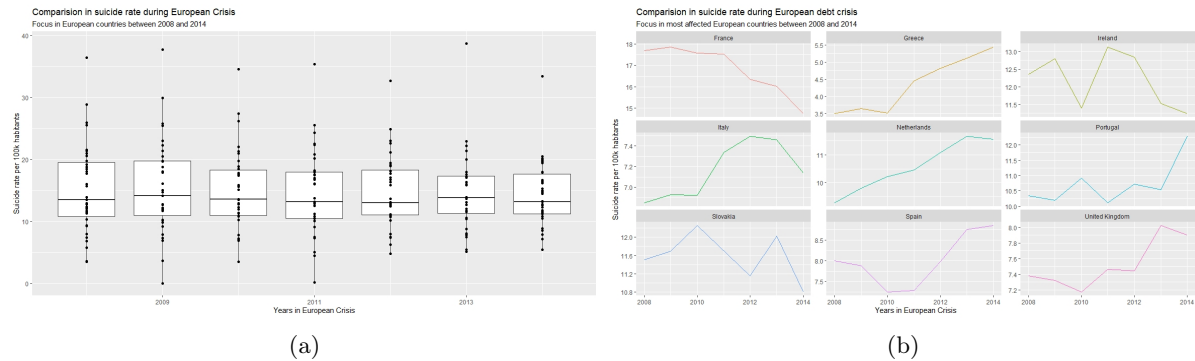 Comparision in suicide rate during European Crisis
Focus in European countries between 2008 and 2014
Suicide rate per 100k habitants
40
30
20
10
0
2009
2011
2013
Years in European Crisis
(a)
Comparision in suicide rate during European debt crisis
Focus in most affected European countries between 2008 and 2014
Suicide rate per 100k habitants
France
Greece
Ireland
18
17
16
15
5.5
5.0
4.5
4.0
3.5
13.0
12.5
12.0
11.5
Italy
Netherlands
Portugal
7.4
7.2
7.0
11
10
12.0
11.5
11.0
10.5
10.0
Slovakia
Spain
United Kingdom
12.0
11.6
11.2
10.8
8.5
8.0
7.5
8.0
7.8
7.6
7.4
7.2
2008
2010
2012
2014
2008
2010
2012
2014
2008
2010
2012
2014
Years in European Crisis
(b)